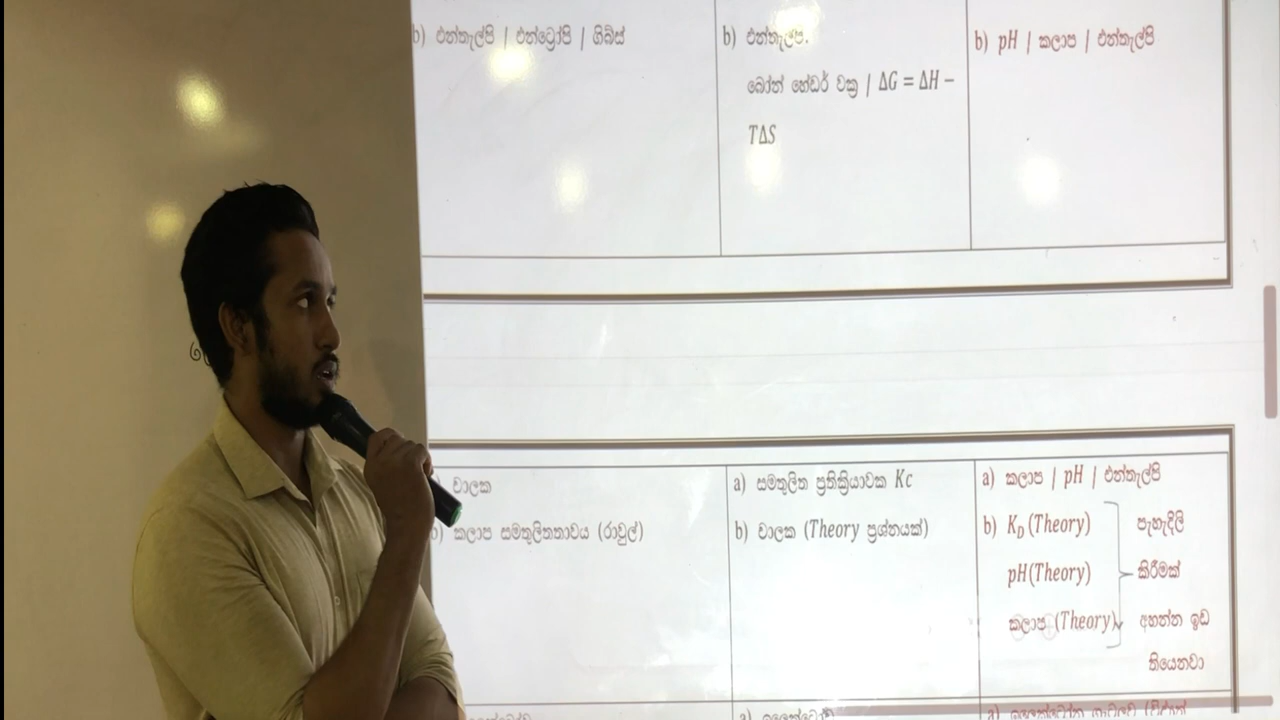 b) එන්තැල්පි / එන්ට්‍රෝපි / ගිබ්ස්
b) එන්තැල්පි.
බෝන් හේබර් චක්‍ර / ΔG = ΔH −
TΔS
b) pH / කලාප / එන්තැල්පි
) චාලක
b) කලාප සමතුලිතතාවය (රාවුල්)
a) සමතුලිත ප්‍රතික්‍රියාවක Kc
b) චාලක (Theory ප්‍රශ්නයක්)
a) කලාප / pH / එන්තැල්පි
b) K_D (Theory)
pH(Theory)
කලාප (Theory)
පැහැදිලි
කිරීමක්
අහන්න ඉඩ
තියෙනවා